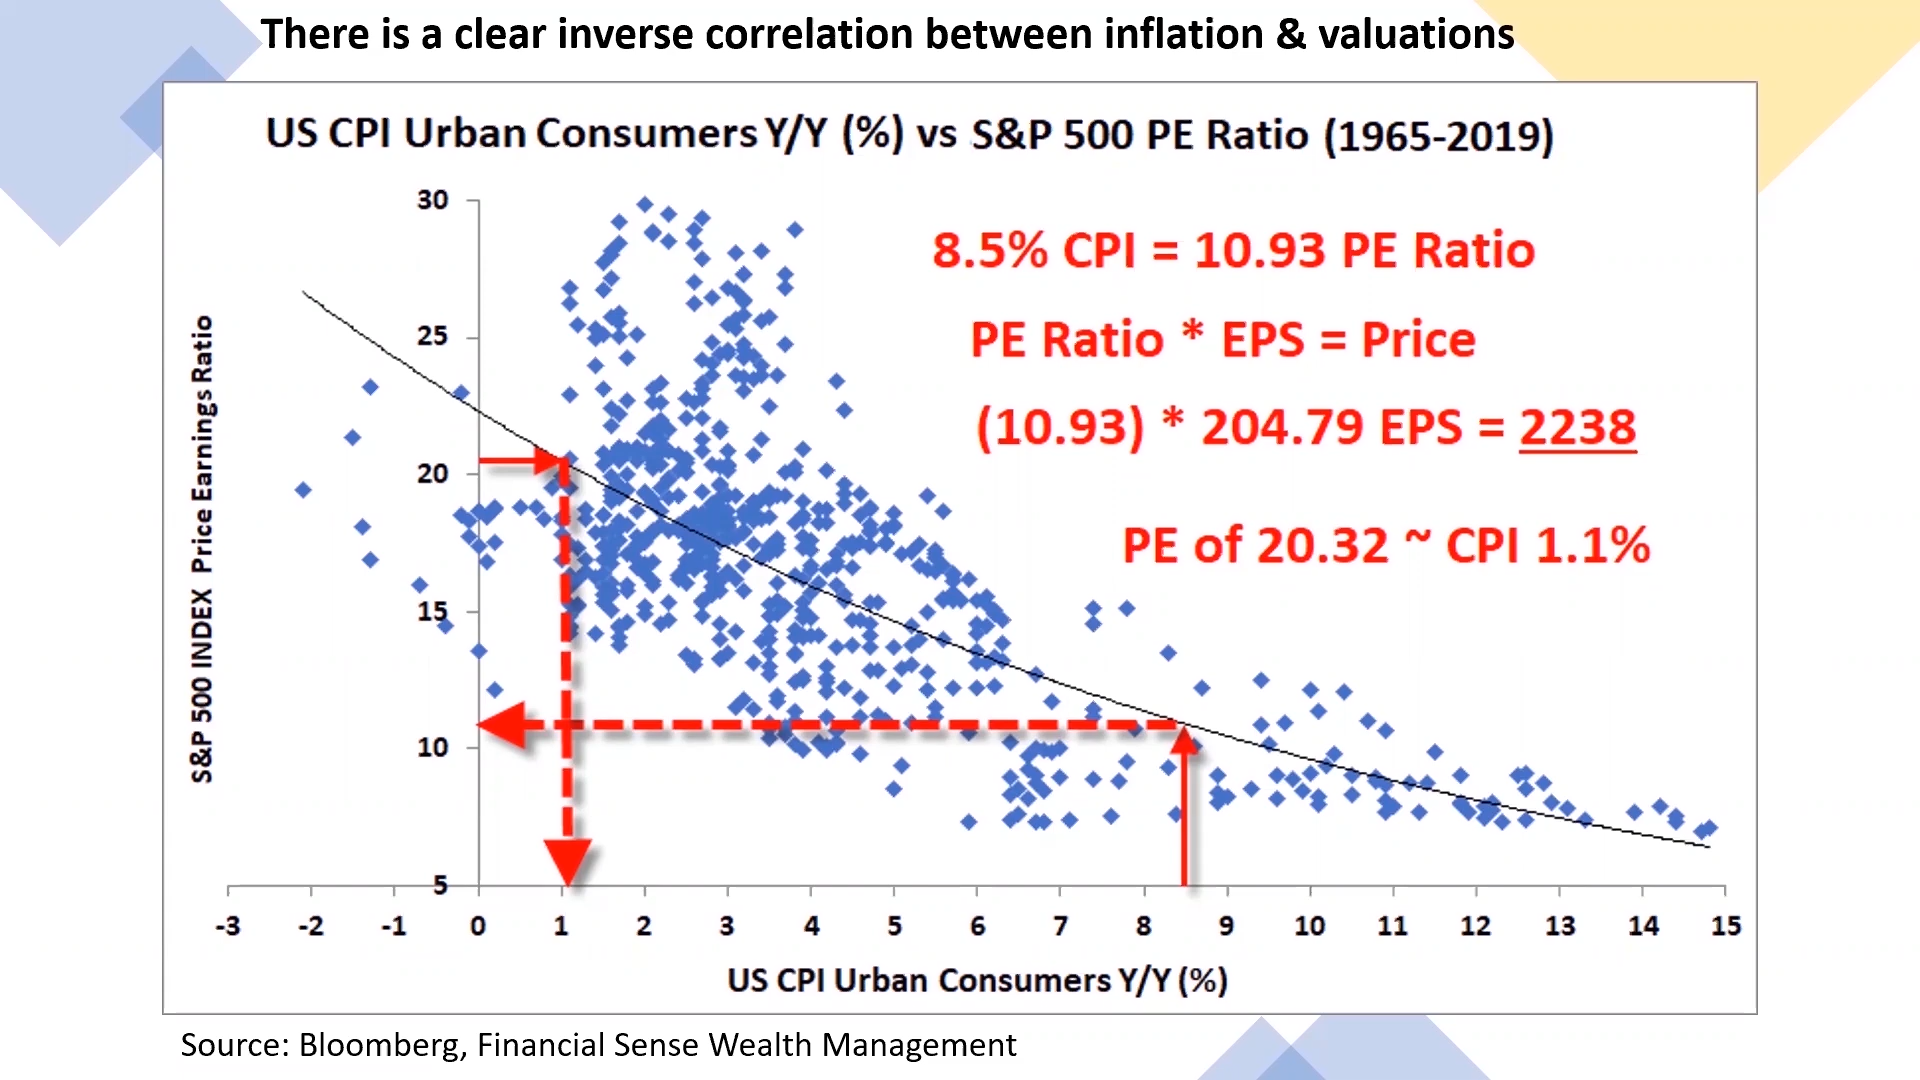 There is a clear inverse correlation between inflation & valuations
US CPI Urban Consumers Y/Y (%) vs S&P 500 PE Ratio (1965-2019)
30
25
20
15
10
5
S&P 500 INDEX Price Earnings Ratio
8.5% CPI = 10.93 PE Ratio
PE Ratio * EPS = Price
(10.93) * 204.79 EPS = 2238
PE of 20.32 ~ CPI 1.1%
-3 -2 -1 0 1 2 3 4 5 6 7 8 9 10 11 12 13 14 15
US CPI Urban Consumers Y/Y (%)
Source: Bloomberg, Financial Sense Wealth Management